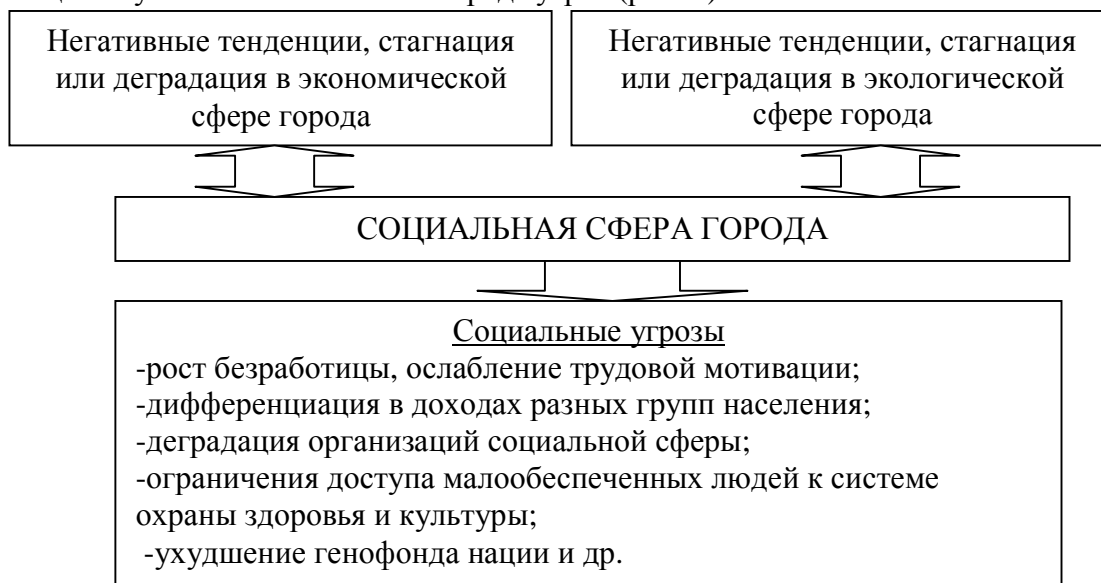 Негативные тенденции, стагнация
или деградация в экономической
сфере города
Негативные тенденции, стагнация
или деградация в экологической
сфере города
СОЦИАЛЬНАЯ СФЕРА ГОРОДА
Социальные угрозы
-рост безработицы, ослабление трудовой мотивации;
-дифференциация в доходах разных групп населения;
-деградация организаций социальной сферы;
-ограничения доступа малообеспеченных людей к системе
охраны здоровья и культуры;
-ухудшение генофонда нации и др.